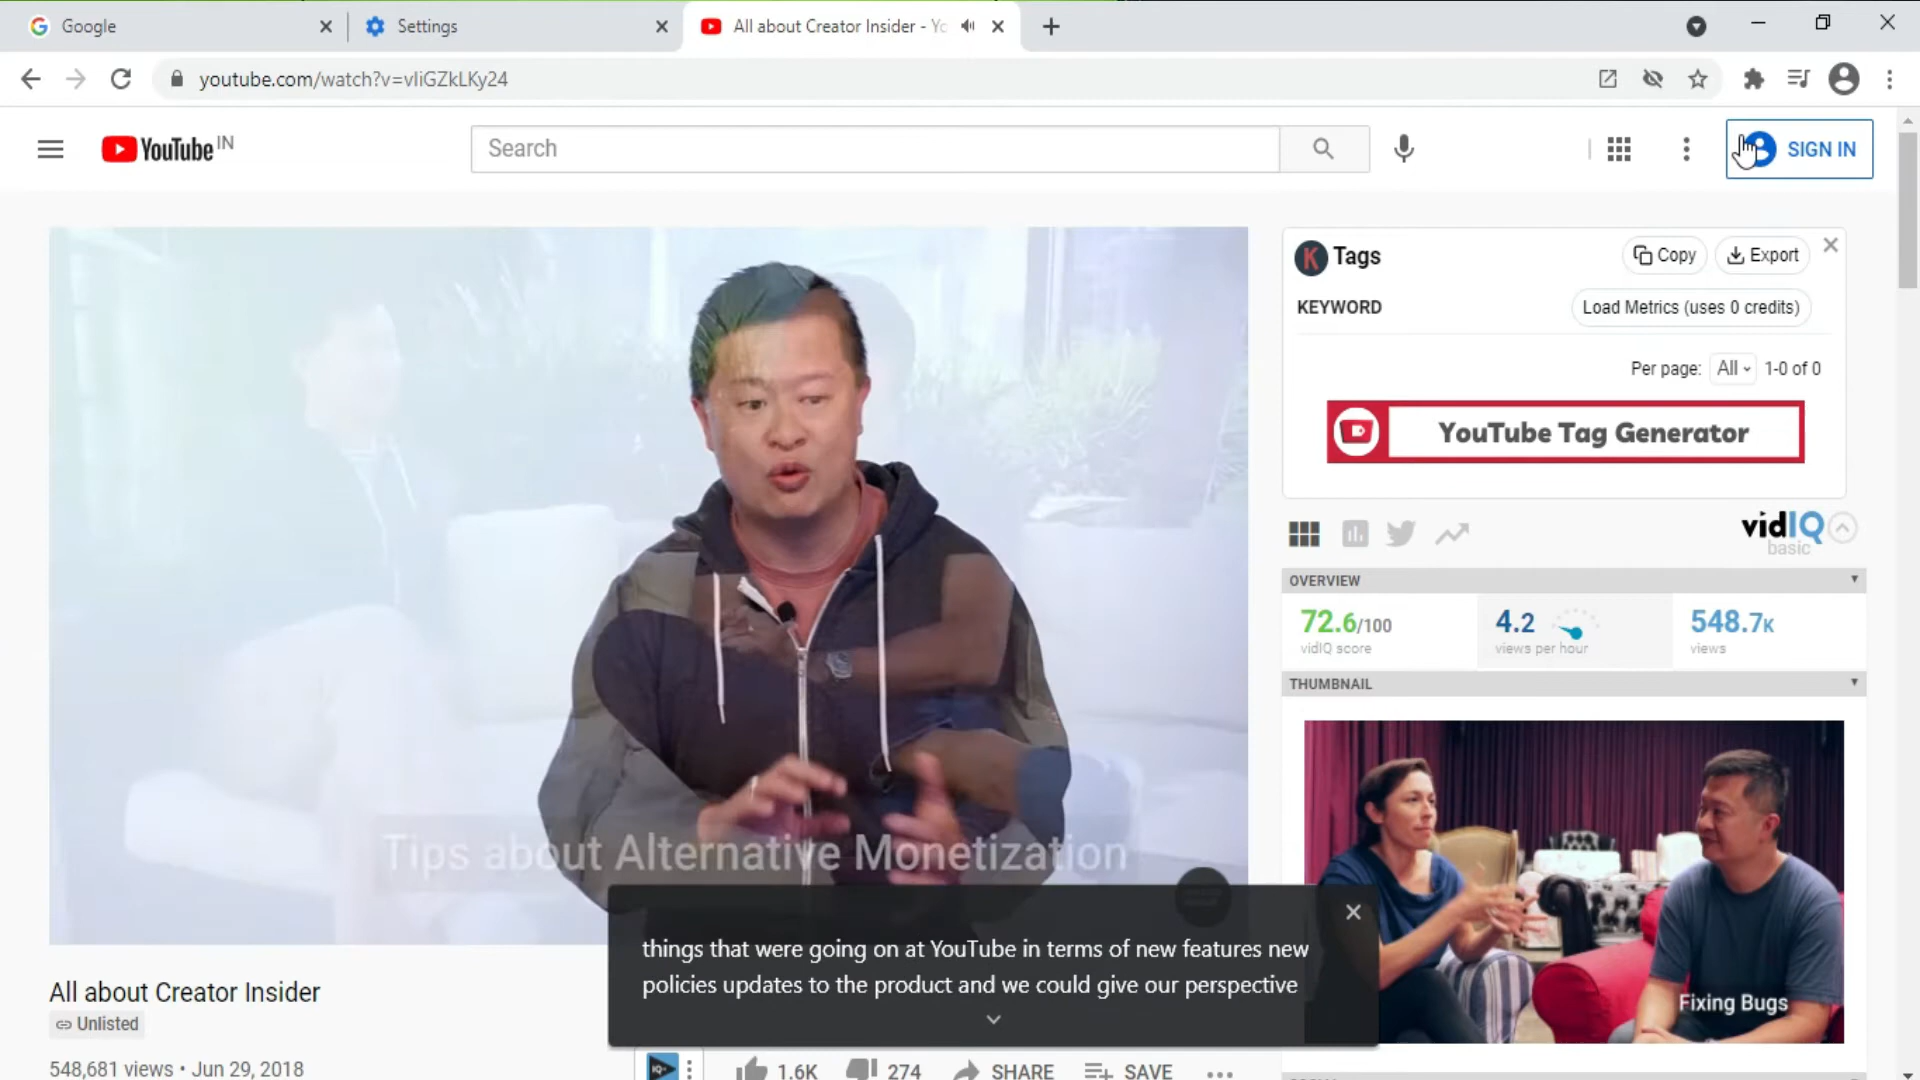 Google
Settings
All about Creator Insider - Yo
youtube.com/watch?v=vliGZkLKy24
YouTube IN
Search
SIGN IN
Tags
Copy
Export
KEYWORD
Load Metrics (uses 0 credits)
Per page: All 1-0 of 0
YouTube Tag Generator
vidIQ
basic
OVERVIEW
72.6/100
vidIQ score
4.2
views per hour
548.7K
views
THUMBNAIL
Fixing Bugs
Tips about Alternative Monetization
things that were going on at YouTube in terms of new features new
policies updates to the product and we could give our perspective
All about Creator Insider
Unlisted
548,681 views • Jun 29, 2018
1.6K
274
SHARE
SAVE